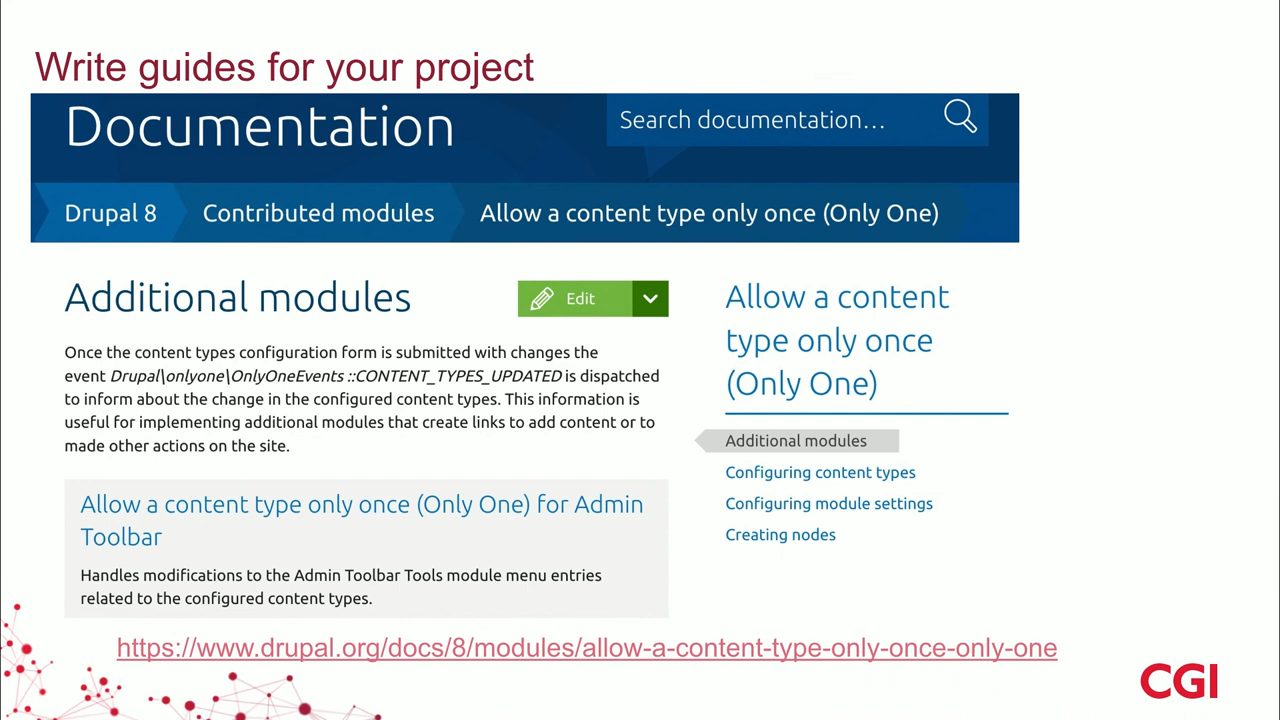 Write guides for your project
Documentation
Search documentation...
Drupal 8
Contributed modules
Allow a content type only once (Only One)
Additional modules
Edit
Once the content types configuration form is submitted with changes the
event Drupal\onlyone\OnlyOneEvents ::CONTENT_TYPES_UPDATED is dispatched
to inform about the change in the configured content types. This information is
useful for implementing additional modules that create links to add content or to
made other actions on the site.
Allow a content type only once (Only One) for Admin
Toolbar
Handles modifications to the Admin Toolbar Tools module menu entries
related to the configured content types.
Allow a content
type only once
(Only One)
Additional modules
Configuring content types
Configuring module settings
Creating nodes
https://www.drupal.org/docs/8/modules/allow-a-content-type-only-once-only-one
CGI